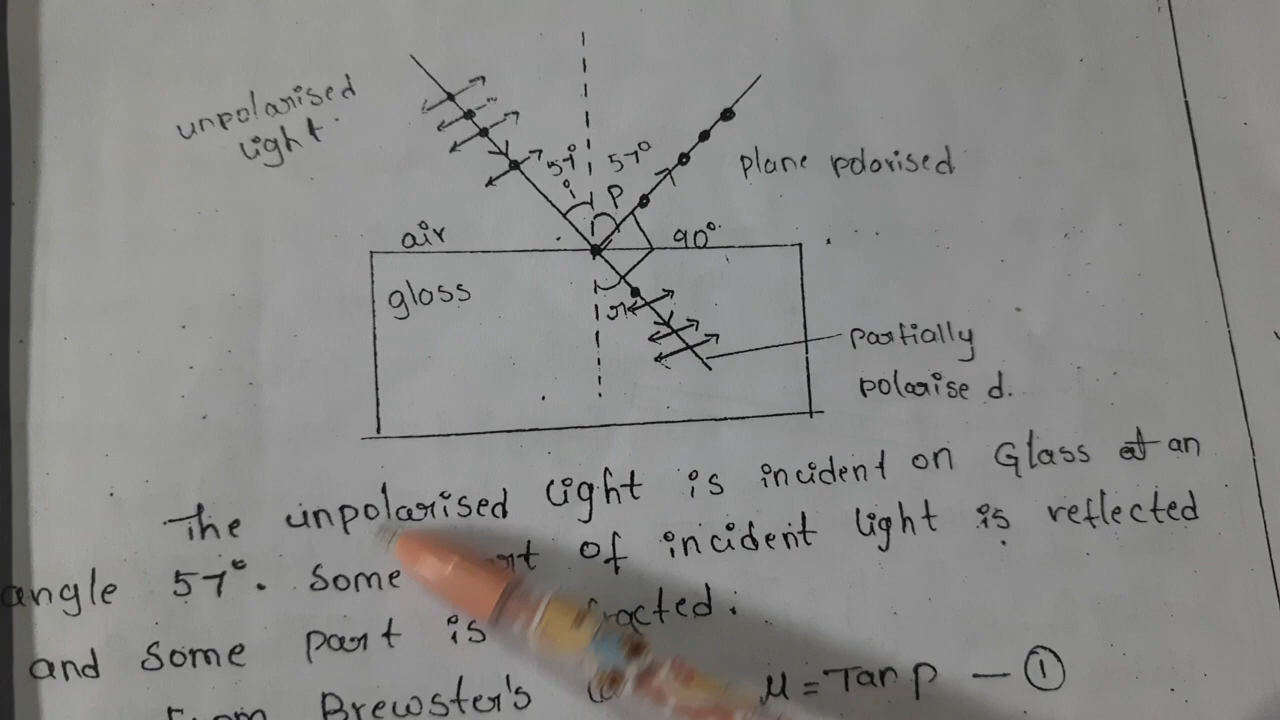 unpolarised
light
57°
57°
i
P
plane polarised
air
90°
glass
r
partially
polarise d.
The unpolarised light is incident on Glass at an
angle 57°. Some of incident light is reflected
and some part is
Brewster's μ = Tan p — ①